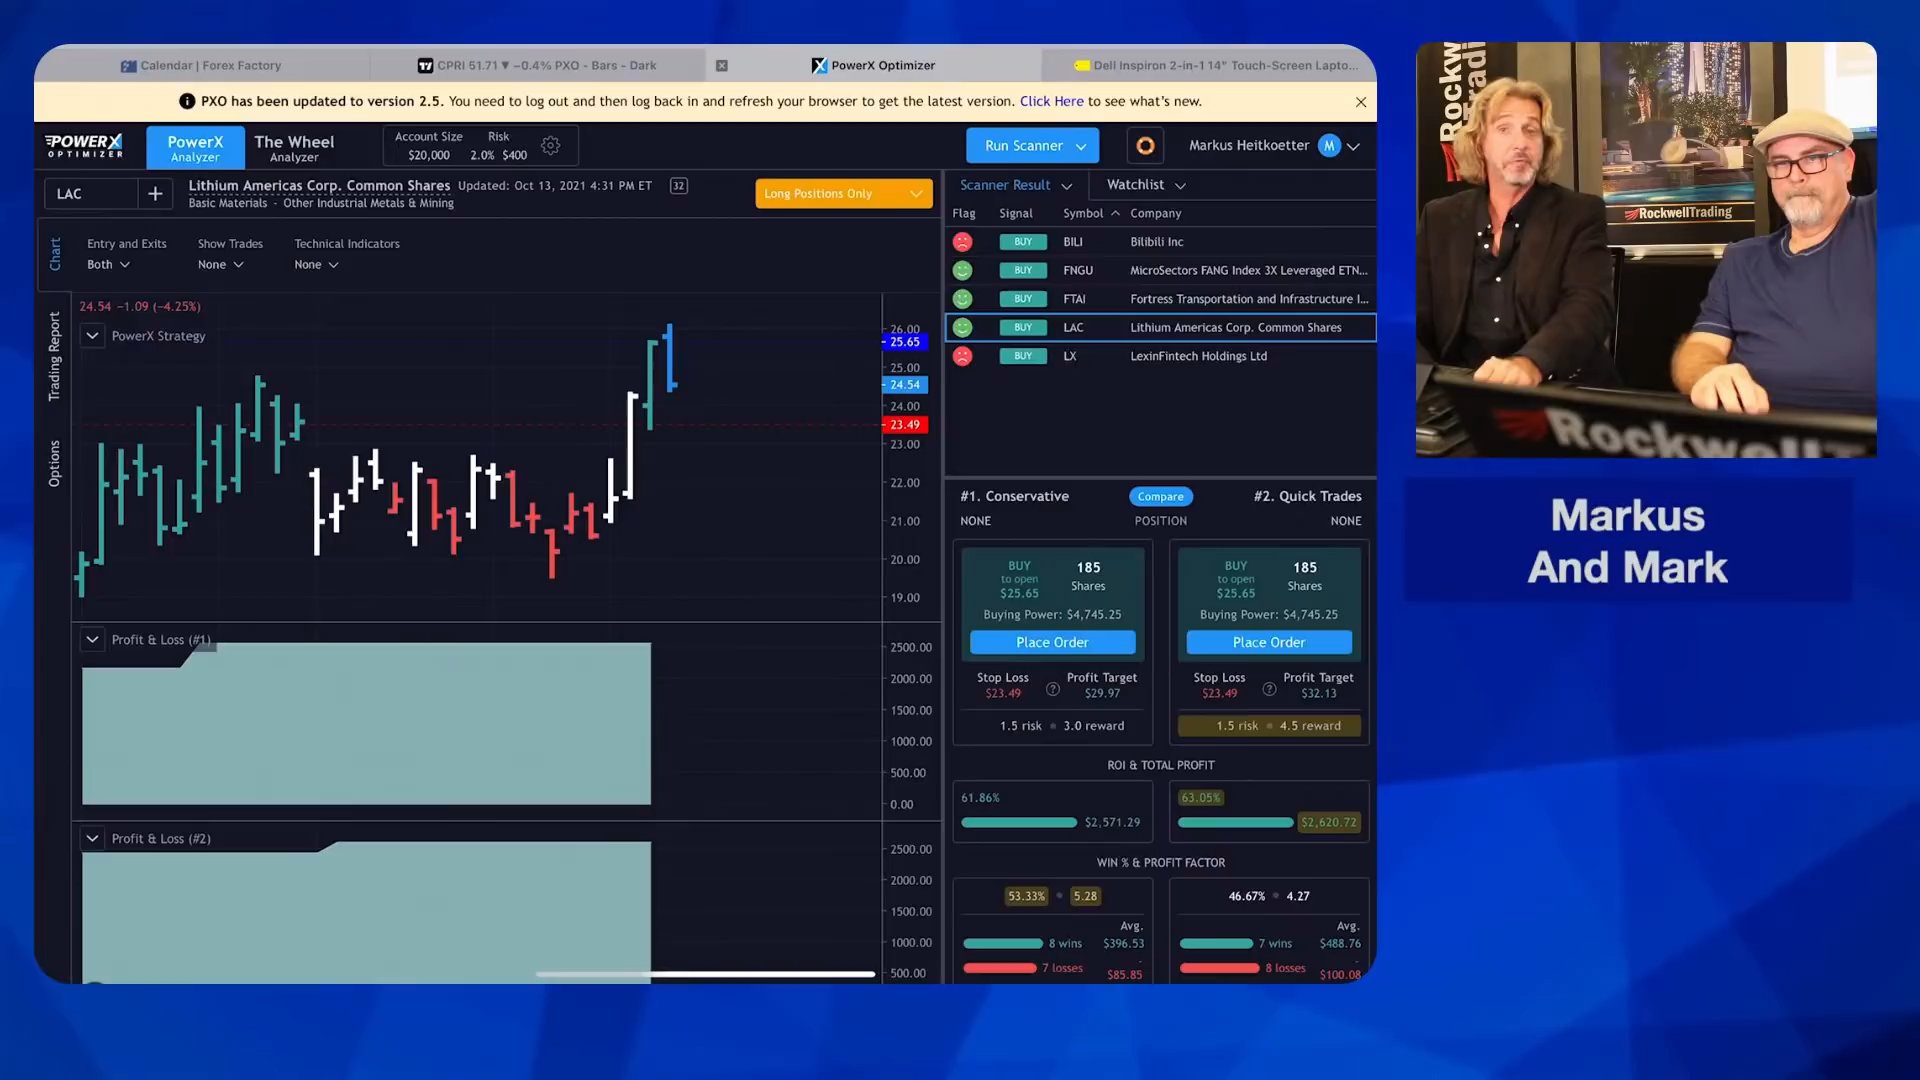 Calendar | Forex Factory
CPRI 51.71 ▼ −0.4% PXO - Bars - Dark
PowerX Optimizer
Dell Inspiron 2-in-1 14" Touch-Screen Lapto...
PXO has been updated to version 2.5. You need to log out and then log back in and refresh your browser to get the latest version. Click Here to see what's new.
POWERX
OPTIMIZER
PowerX
Analyzer
The Wheel
Analyzer
Account Size
$20,000
Risk
2.0% $400
Run Scanner
Markus Heitkoetter
M
LAC
Lithium Americas Corp. Common Shares Updated: Oct 13, 2021 4:31 PM ET 32
Basic Materials - Other Industrial Metals & Mining
Long Positions Only
Chart
Trading Report
Options
Entry and Exits
Both
Show Trades
None
Technical Indicators
None
24.54 −1.09 (−4.25%)
PowerX Strategy
26.00
25.65
25.00
24.54
24.00
23.49
23.00
22.00
21.00
20.00
19.00
Profit & Loss (#1)
2500.00
2000.00
1500.00
1000.00
500.00
0.00
Profit & Loss (#2)
2500.00
2000.00
1500.00
1000.00
500.00
Scanner Result
Watchlist
Flag Signal Symbol Company
BUY BILI Bilibili Inc
BUY FNGU MicroSectors FANG Index 3X Leveraged ETN...
BUY FTAI Fortress Transportation and Infrastructure I...
BUY LAC Lithium Americas Corp. Common Shares
BUY LX LexinFintech Holdings Ltd
#1. Conservative Compare #2. Quick Trades
NONE POSITION NONE
BUY
to open
$25.65
185
Shares
Buying Power: $4,745.25
Place Order
Stop Loss
$23.49
Profit Target
$29.97
1.5 risk 3.0 reward
BUY
to open
$25.65
185
Shares
Buying Power: $4,745.25
Place Order
Stop Loss
$23.49
Profit Target
$32.13
1.5 risk 4.5 reward
ROI & TOTAL PROFIT
61.86%
$2,571.29
63.05%
$2,620.72
WIN % & PROFIT FACTOR
53.33% 5.28
Avg.
8 wins $396.53
7 losses -$85.85
46.67% 4.27
Avg.
7 wins $488.76
8 losses -$100.08
Rockw
Tradi
RockwellTrading
RockwellT
Markus
And Mark